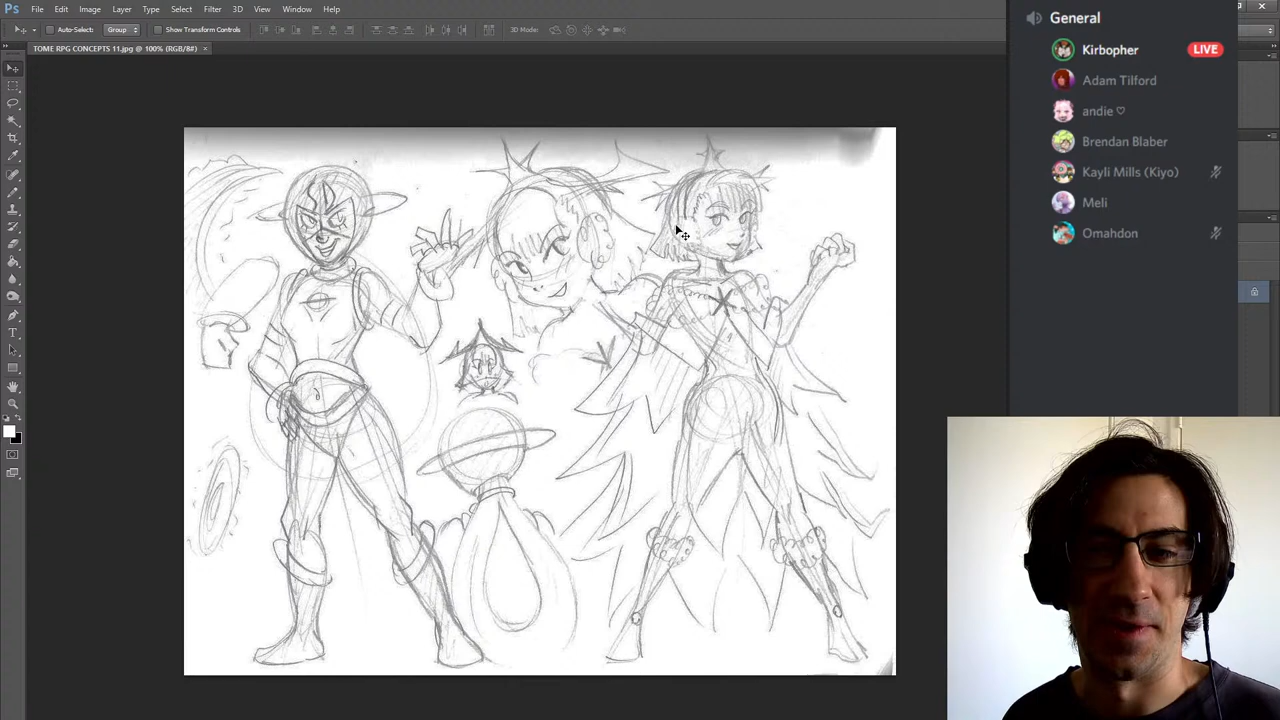 Ps File Edit Image Layer Type Select Filter 3D View Window Help
Auto-Select: Group Show Transform Controls 3D Mode:
TOME RPG CONCEPTS 11.jpg @ 100% (RGB/8#) ×
General
Kirbopher LIVE
Adam Tilford
andie♡
Brendan Blaber
Kayli Mills (Kiyo)
Meli
Omahdon